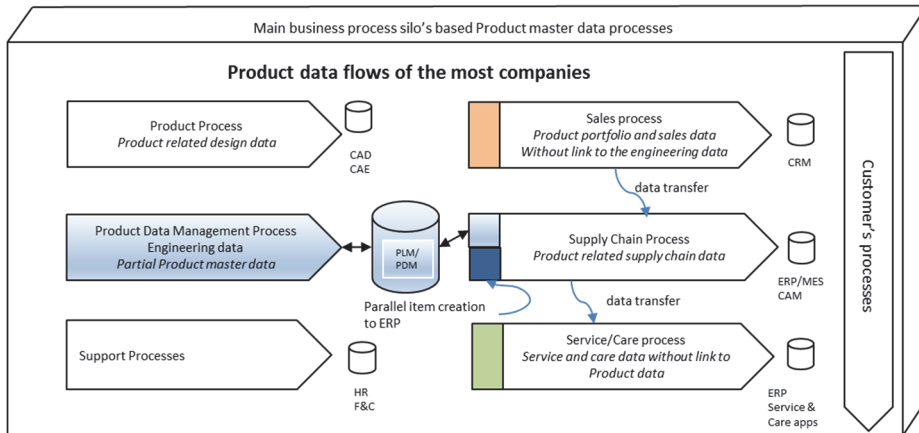 Main business process silo's based Product master data processes
Product data flows of the most companies
Product Process
Product related design data
CAD
CAE
Sales process
Product portfolio and sales data
Without link to the engineering data
CRM
data transfer
Product Data Management Process
Engineering data
Partial Product master data
PLM/
PDM
Supply Chain Process
Product related supply chain data
ERP/MES
CAM
Parallel item creation
to ERP
data transfer
Support Processes
HR
F&C
Service/Care process
Service and care data without link to
Product data
ERP
Service &
Care apps
Customer's processes